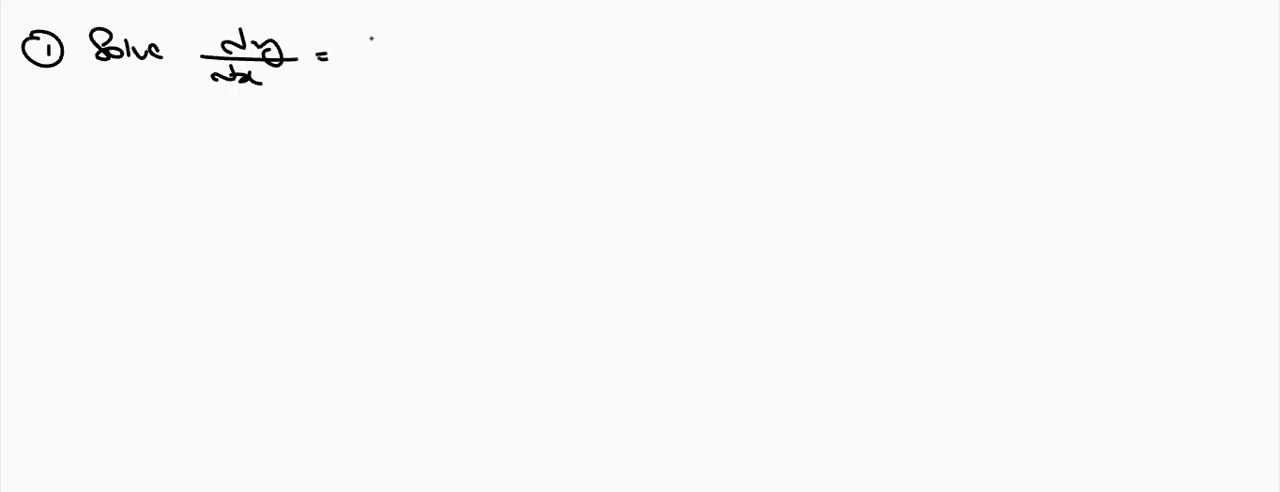 ① Solve dy/dx =